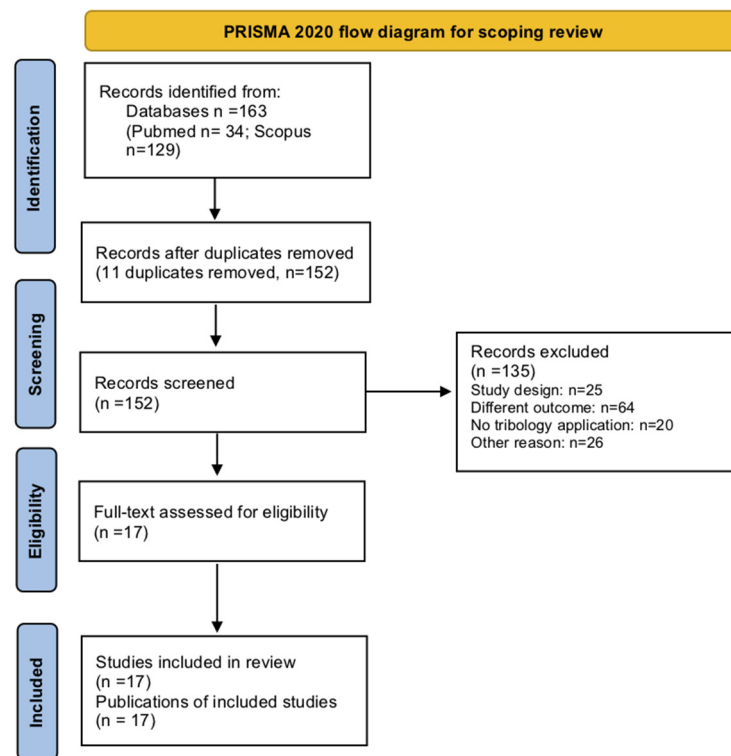 PRISMA 2020 flow diagram for scoping review
Identification
Records identified from:
Databases n =163
(Pubmed n= 34; Scopus
n=129)
Records after duplicates removed
(11 duplicates removed, n=152)
Screening
Records screened
(n =152)
Records excluded
(n =135)
Study design: n=25
Different outcome: n=64
No tribology application: n=20
Other reason: n=26
Eligibility
Full-text assessed for eligibility
(n =17)
Included
Studies included in review
(n =17)
Publications of included studies
(n = 17)